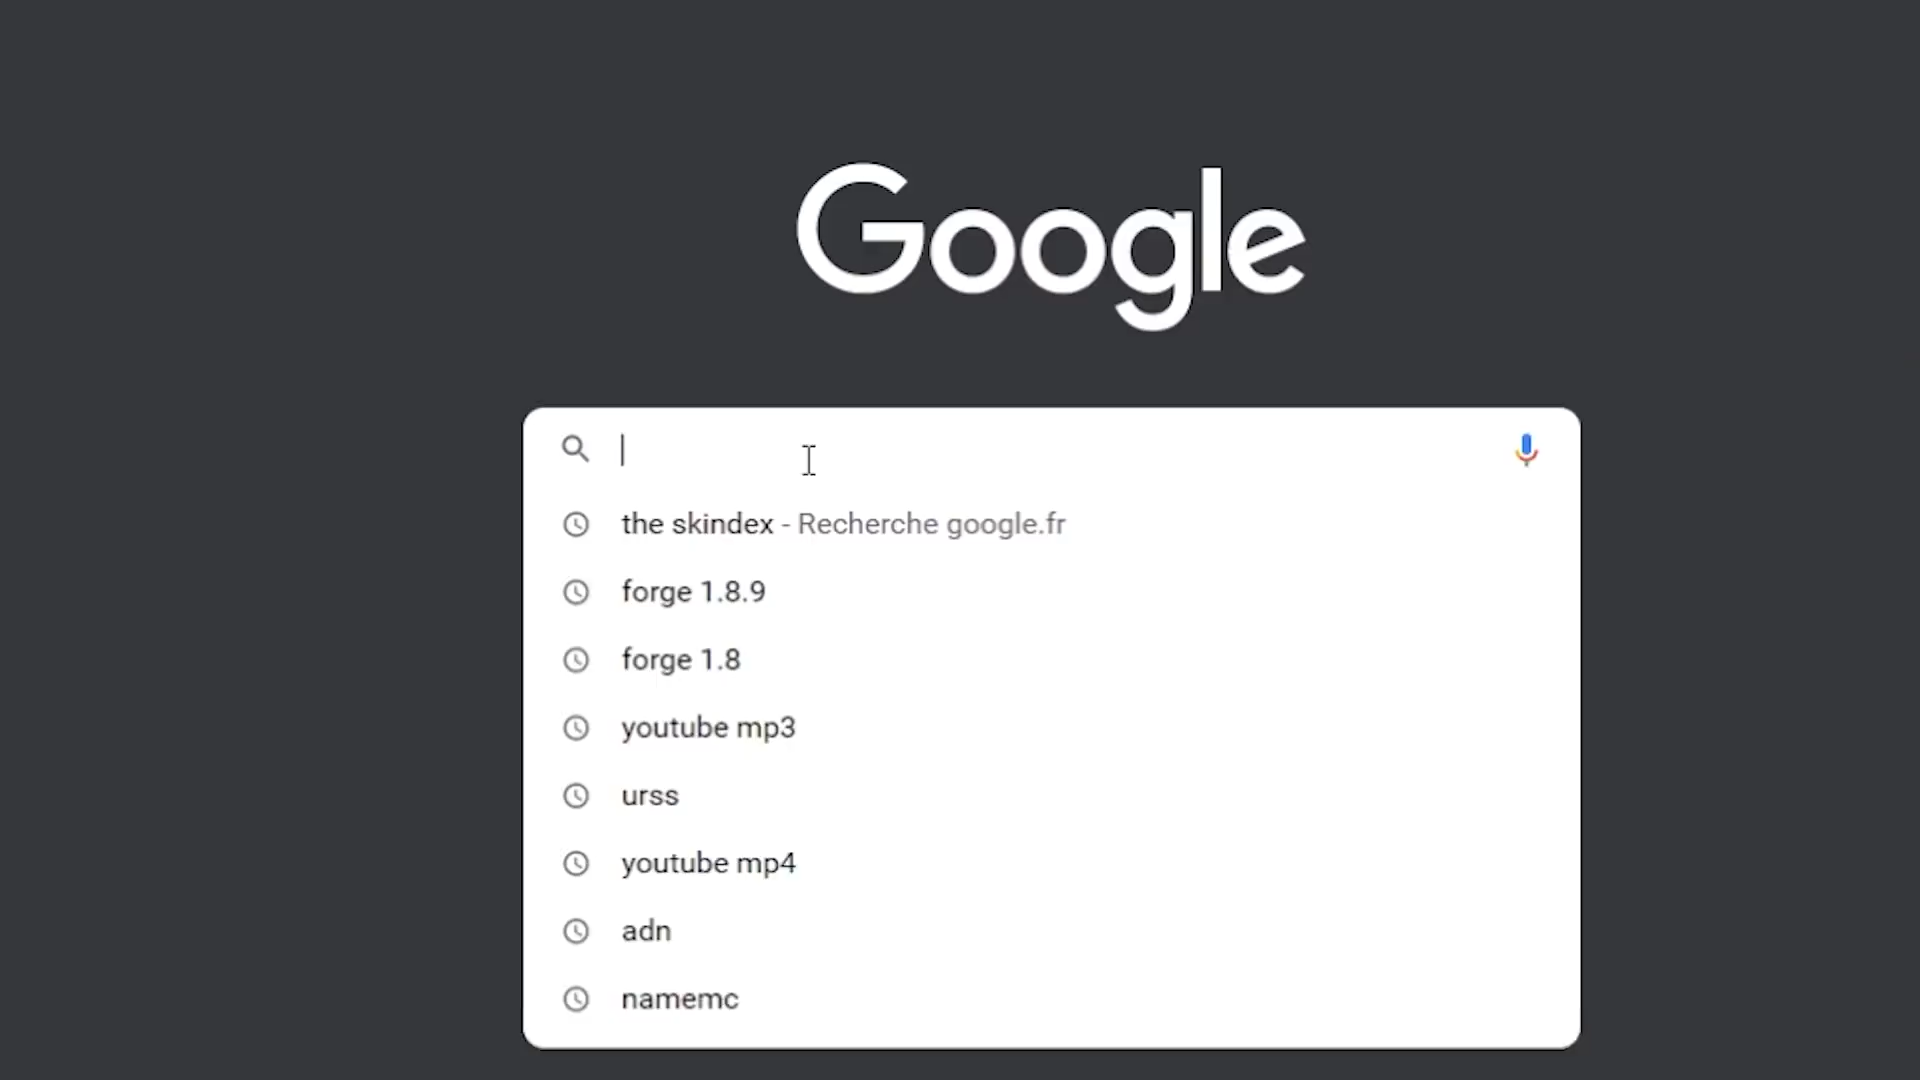 Google
the skindex - Recherche google.fr
forge 1.8.9
forge 1.8
youtube mp3
urss
youtube mp4
adn
namemc